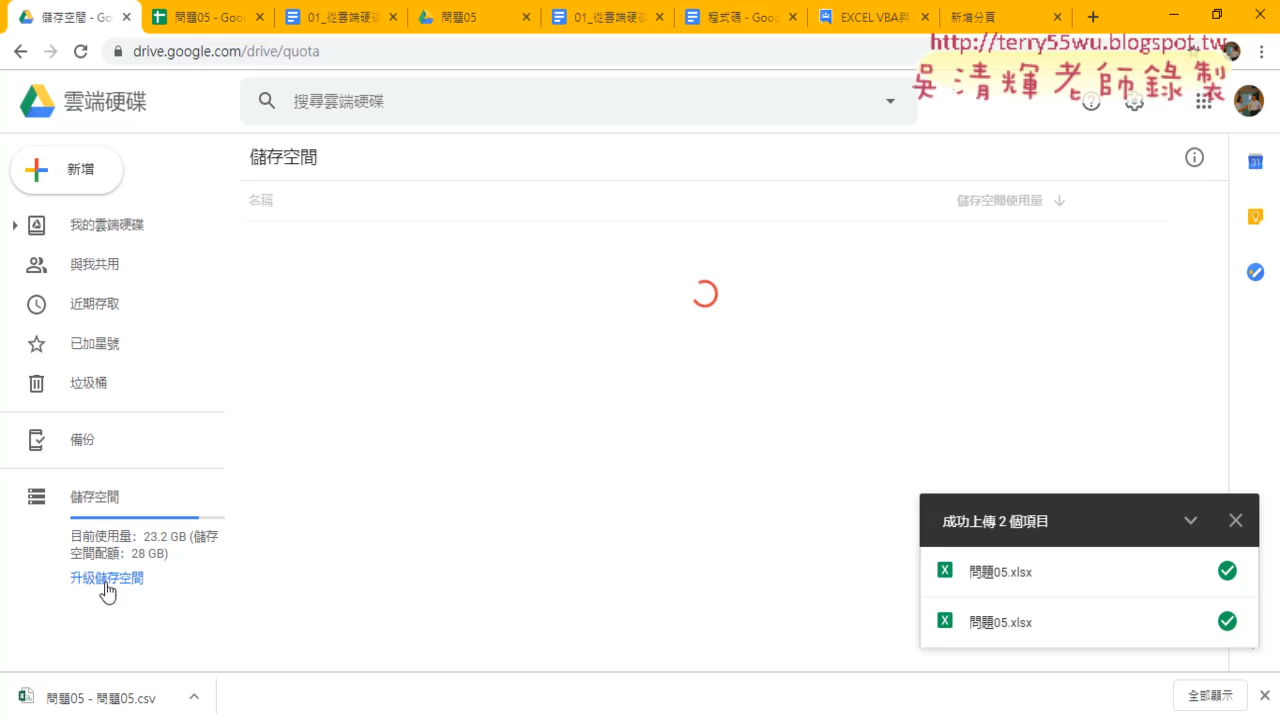 儲存空間 - Goo
問題05 - Goo
01_從雲端硬碟
問題05
01_從雲端硬碟
程式碼 - Goog
EXCEL VBA與
新增分頁
drive.google.com/drive/quota
http://terry55wu.blogspot.tw
吳清輝老師錄製
雲端硬碟
搜尋雲端硬碟
新增
儲存空間
名稱
儲存空間使用量
我的雲端硬碟
與我共用
近期存取
已加星號
垃圾桶
備份
儲存空間
目前使用量：23.2 GB (儲存
空間配額：28 GB)
升級儲存空間
31
成功上傳 2 個項目
問題05.xlsx
問題05.xlsx
問題05 - 問題05.csv
全部顯示